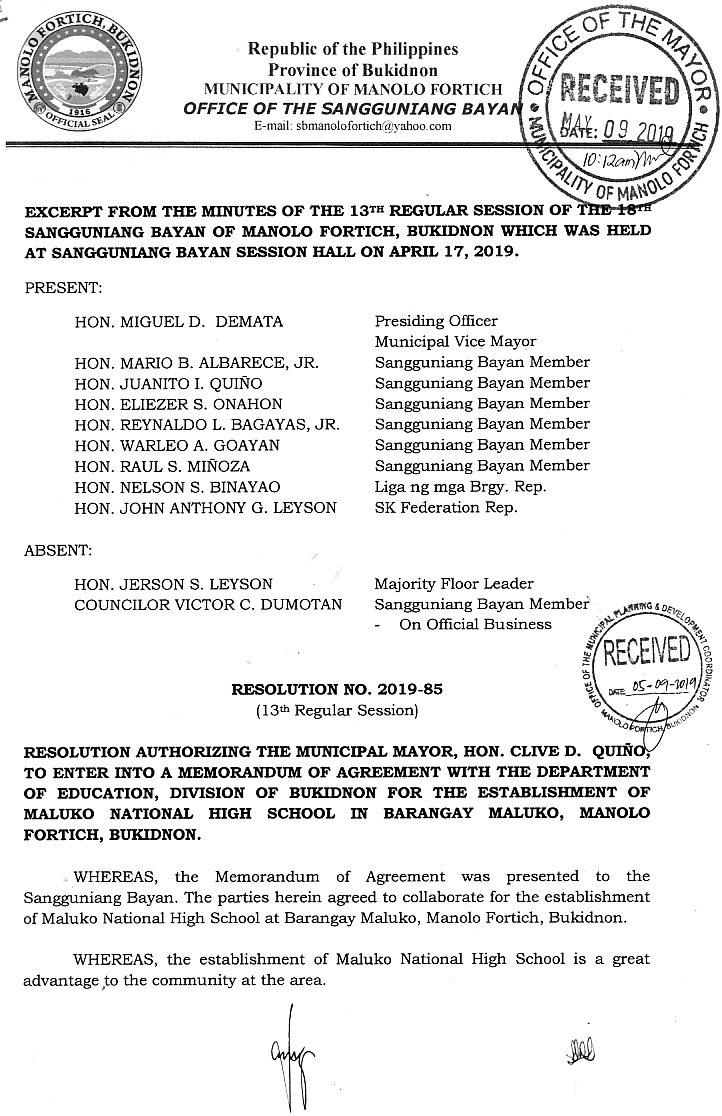 MANOLO FORTICH, BUKIDNON
1916
OFFICIAL SEAL
Republic of the Philippines
Province of Bukidnon
MUNICIPALITY OF MANOLO FORTICH
OFFICE OF THE SANGGUNIANG BAYAN
E-mail: sbmanolofortich@yahoo.com
OFFICE OF THE MAYOR
RECEIVED
MAY
DATE: 09 2019
10:12am
MUNICIPALITY OF MANOLO FORTICH
EXCERPT FROM THE MINUTES OF THE 13TH REGULAR SESSION OF THE 18TH
SANGGUNIANG BAYAN OF MANOLO FORTICH, BUKIDNON WHICH WAS HELD
AT SANGGUNIANG BAYAN SESSION HALL ON APRIL 17, 2019.
PRESENT:
HON. MIGUEL D. DEMATA Presiding Officer
Municipal Vice Mayor
HON. MARIO B. ALBARECE, JR. Sangguniang Bayan Member
HON. JUANITO I. QUIÑO Sangguniang Bayan Member
HON. ELIEZER S. ONAHON Sangguniang Bayan Member
HON. REYNALDO L. BAGAYAS, JR. Sangguniang Bayan Member
HON. WARLEO A. GOAYAN Sangguniang Bayan Member
HON. RAUL S. MIÑOZA Sangguniang Bayan Member
HON. NELSON S. BINAYAO Liga ng mga Brgy. Rep.
HON. JOHN ANTHONY G. LEYSON SK Federation Rep.
ABSENT:
HON. JERSON S. LEYSON Majority Floor Leader
COUNCILOR VICTOR C. DUMOTAN Sangguniang Bayan Member
- On Official Business
OFFICE OF THE MUNICIPAL PLANNING & DEVELOPMENT COORDINATOR
RECEIVED
DATE 05-09-2019
MANOLO FORTICH, BUKIDNON
RESOLUTION NO. 2019-85
(13th Regular Session)
RESOLUTION AUTHORIZING THE MUNICIPAL MAYOR, HON. CLIVE D. QUIÑO,
TO ENTER INTO A MEMORANDUM OF AGREEMENT WITH THE DEPARTMENT
OF EDUCATION, DIVISION OF BUKIDNON FOR THE ESTABLISHMENT OF
MALUKO NATIONAL HIGH SCHOOL IN BARANGAY MALUKO, MANOLO
FORTICH, BUKIDNON.
WHEREAS, the Memorandum of Agreement was presented to the
Sangguniang Bayan. The parties herein agreed to collaborate for the establishment
of Maluko National High School at Barangay Maluko, Manolo Fortich, Bukidnon.
WHEREAS, the establishment of Maluko National High School is a great
advantage to the community at the area.